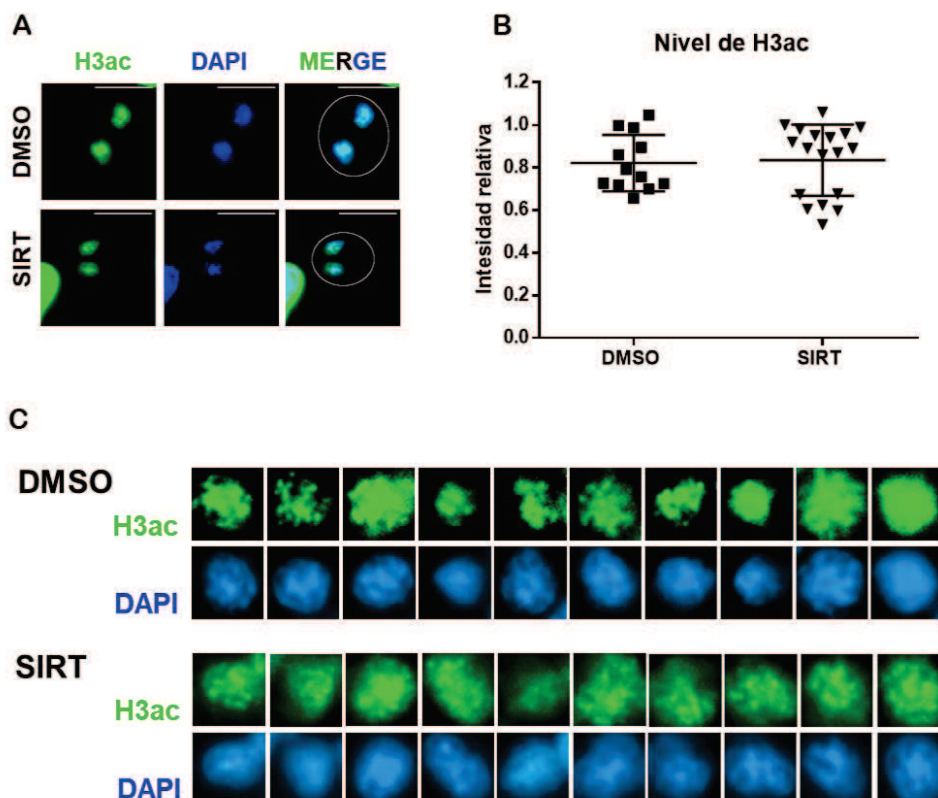 A
H3ac DAPI MERGE
DMSO
SIRT
B
Nivel de H3ac
Intesidad relativa
1.2
1.0
0.8
0.6
0.4
0.2
0.0
DMSO SIRT
C
DMSO
H3ac
DAPI
SIRT
H3ac
DAPI